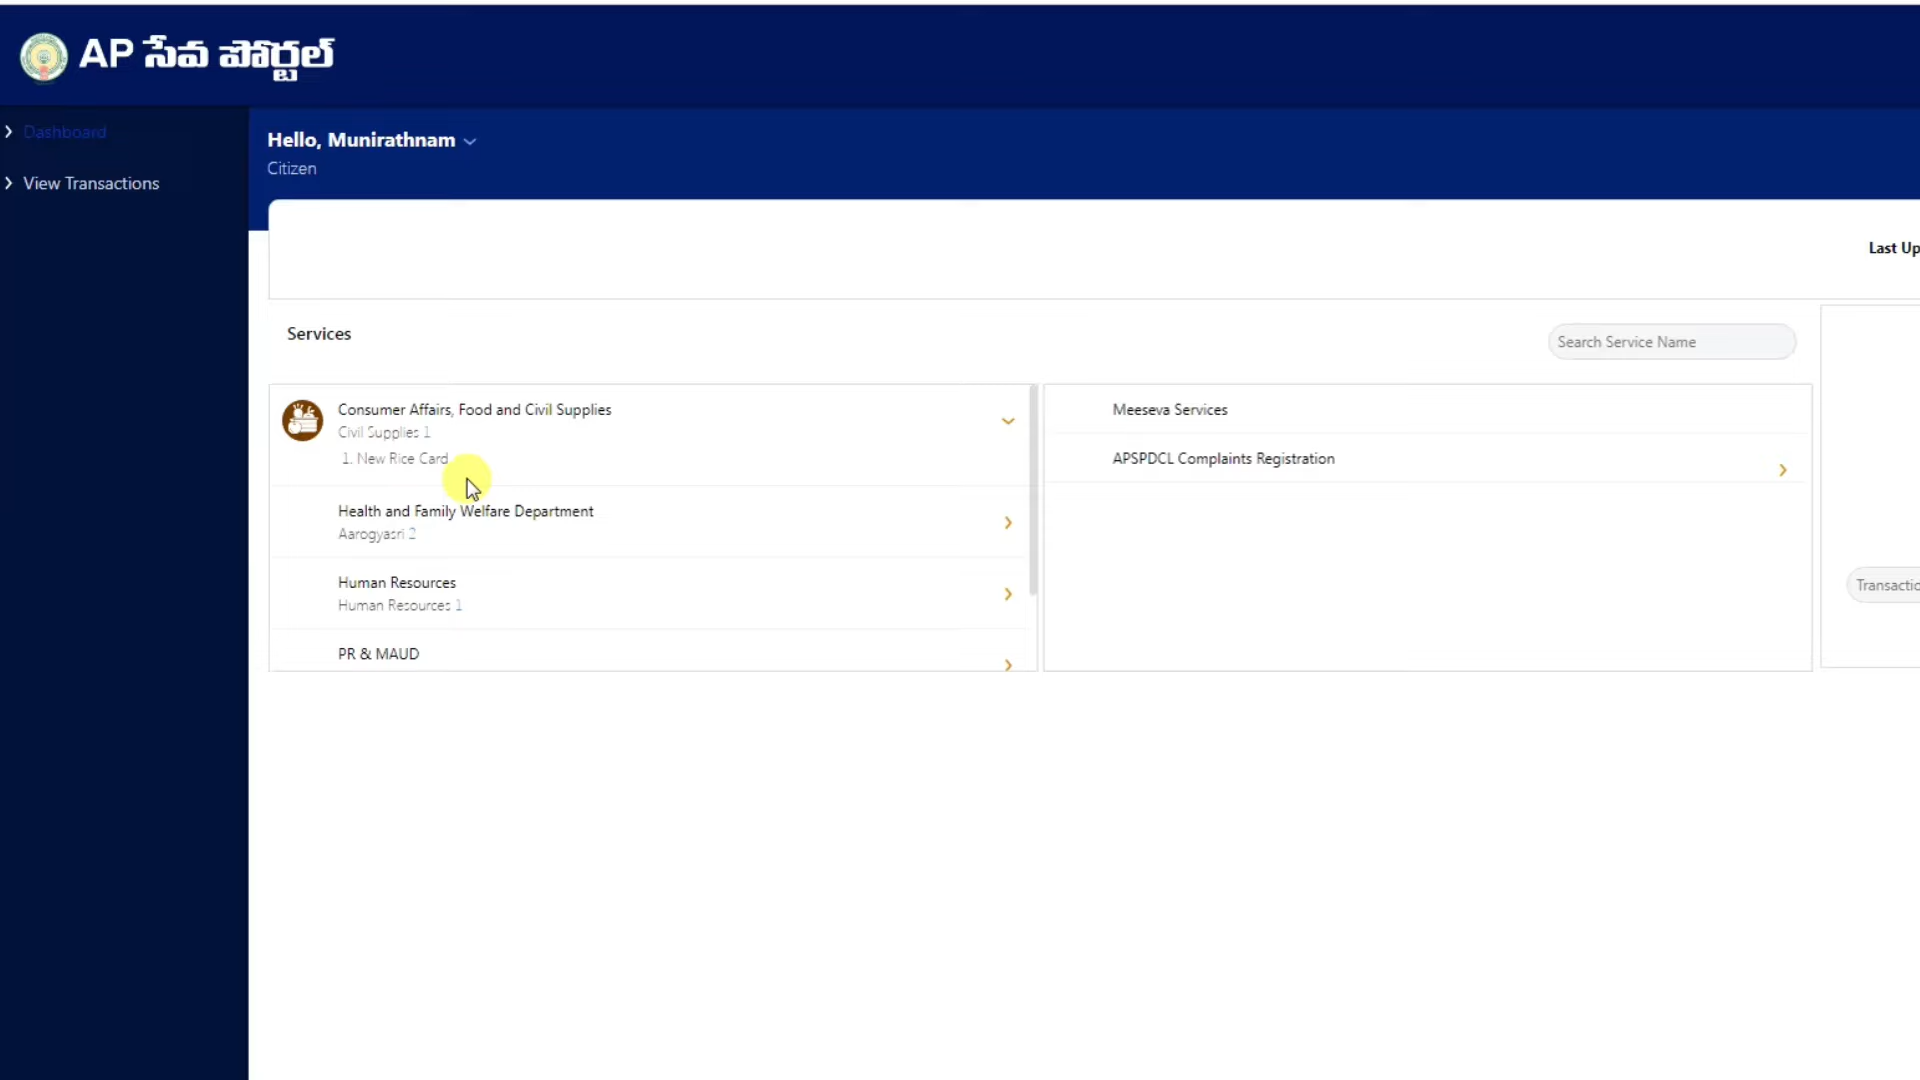 AP సేవ పోర్టల్
Dashboard
View Transactions
Hello, Munirathnam
Citizen
Last Up
Services
Search Service Name
Consumer Affairs, Food and Civil Supplies
Civil Supplies 1
1. New Rice Card
Health and Family Welfare Department
Aarogyasri 2
Human Resources
Human Resources 1
PR & MAUD
Meeseva Services
APSPDCL Complaints Registration
Transactio